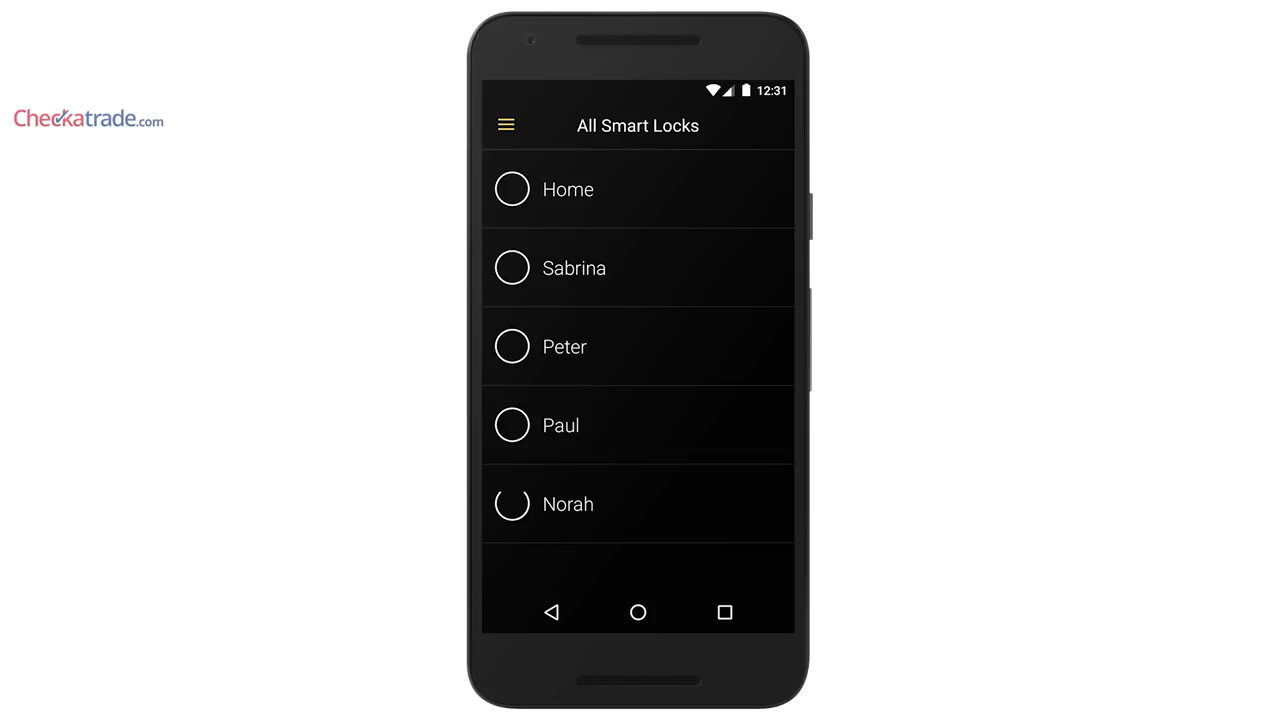 Checkatrade.com
12:31
All Smart Locks
Home
Sabrina
Peter
Paul
Norah